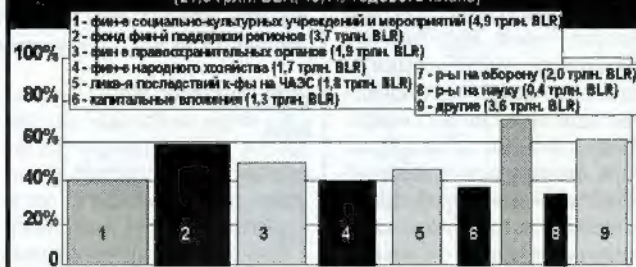 1 - фин-е социально-культурных учреждений и мероприятий (4,9 трлн. BLR)
2 - фонд фин-й поддержки регионов (3,7 трлн. BLR)
3 - фин-е правоохранительных органов (1,9 трлн. BLR)
4 - фин-е народного хозяйства (1,7 трлн. BLR)
5 - ликв-я последствий к-фы на ЧАЭС (1,8 трлн. BLR)
6 - капитальные вложения (1,3 трлн. BLR)
7 - р-ы на оборону (2,0 трлн. BLR)
8 - р-ы на науку (0,4 трлн. BLR)
9 - другие (3,6 трлн. BLR)
100%
80%
60%
40%
20%
0
1 2 3 4 5 6 8 9